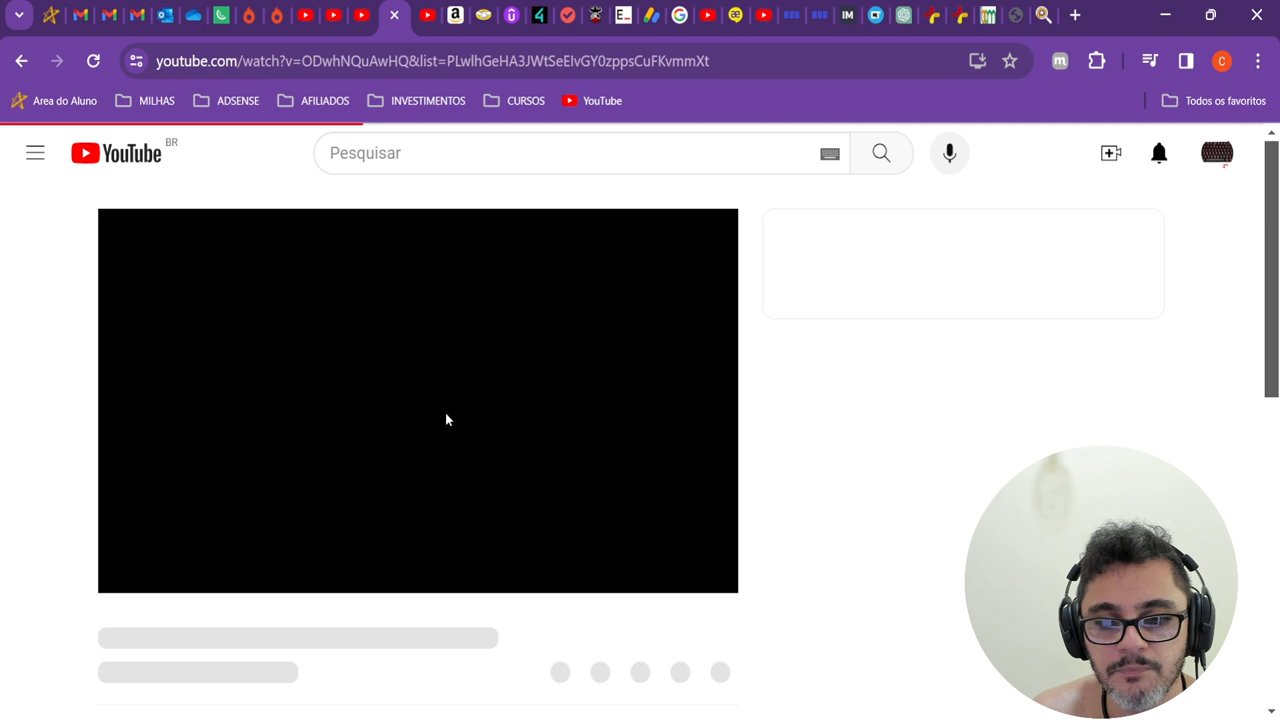 youtube.com/watch?v=ODwhNQuAwHQ&list=PLwlhGeHA3JWtSeElvGY0zppsCuFKvmmXt
Area do Aluno MILHAS ADSENSE AFILIADOS INVESTIMENTOS CURSOS YouTube Todos os favoritos
YouTube BR
Pesquisar